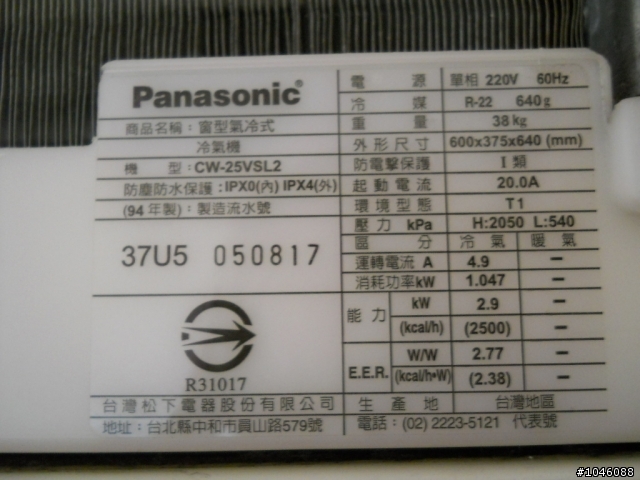 Panasonic®
商品名稱：窗型氣冷式
冷氣機
機 型：CW-25VSL2
防塵防水保護：IPX0(內) IPX4(外)
(94年製)：製造流水號
37U5 050817
R31017
電 源 單相 220V 60Hz
冷 媒 R-22 640g
重 量 38kg
外形尺寸 600x375x640 (mm)
防電擊保護 1類
起動電流 20.0A
環境型態 T1
壓力 kPa H:2050 L:540
區 分 冷氣 暖氣
運轉電流 A 4.9 －
消耗功率kW 1.047 －
能力 kW 2.9 －
(kcal/h) (2500) －
E.E.R. W/W 2.77 －
(kcal/h•W) (2.38) －
台灣松下電器股份有限公司 生產地 台灣地區
地址：台北縣中和市員山路579號 電話：(02) 2223-5121 代表號
#1046088